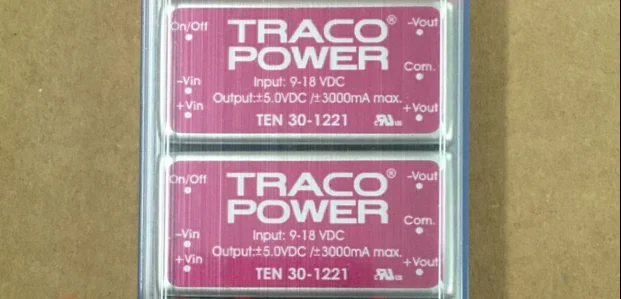 On/Off
TRACO®
POWER
-Vout
Com.
-Vin
+Vin
Input: 9-18 VDC
Output:±5.0VDC /±3000mA max.
+Vout
TEN 30-1221
On/Off
TRACO®
POWER
-Vout
Com.
-Vin
+Vin
Input: 9-18 VDC
Output:±5.0VDC /±3000mA max.
+Vout
TEN 30-1221